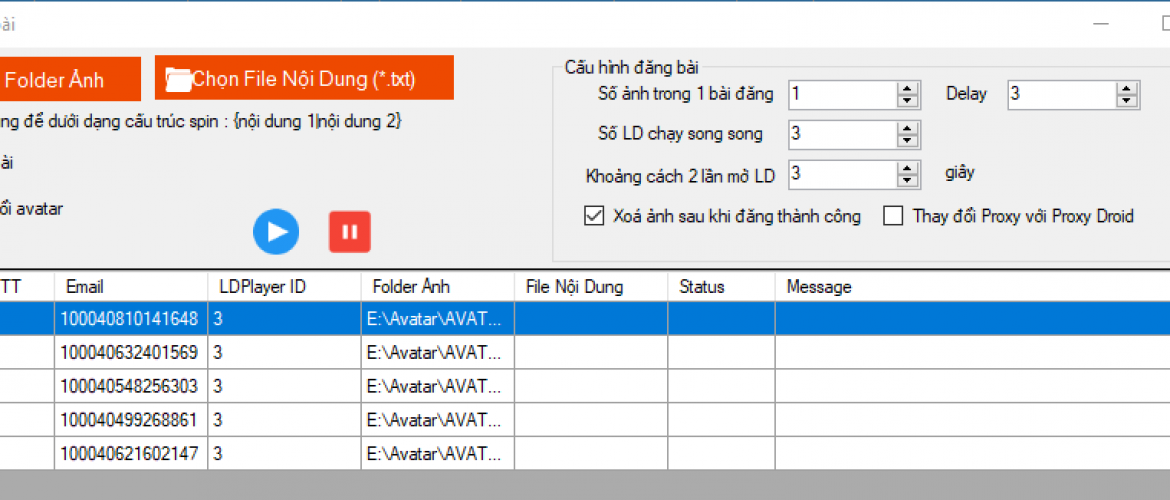 ài
Folder Ảnh
Chọn File Nội Dung (*.txt)
ng để dưới dạng cấu trúc spin : {nội dung 1|nội dung 2}
ài
ổi avatar
Cấu hình đăng bài
Số ảnh trong 1 bài đăng 1 Delay 3
Số LD chạy song song 3
Khoảng cách 2 lần mở LD 3 giây
Xoá ảnh sau khi đăng thành công Thay đổi Proxy với Proxy Droid
TT Email LDPlayer ID Folder Ảnh File Nội Dung Status Message
100040810141648 3 E:\Avatar\AVAT...
100040632401569 3 E:\Avatar\AVAT...
100040548256303 3 E:\Avatar\AVAT...
100040499268861 3 E:\Avatar\AVAT...
100040621602147 3 E:\Avatar\AVAT...